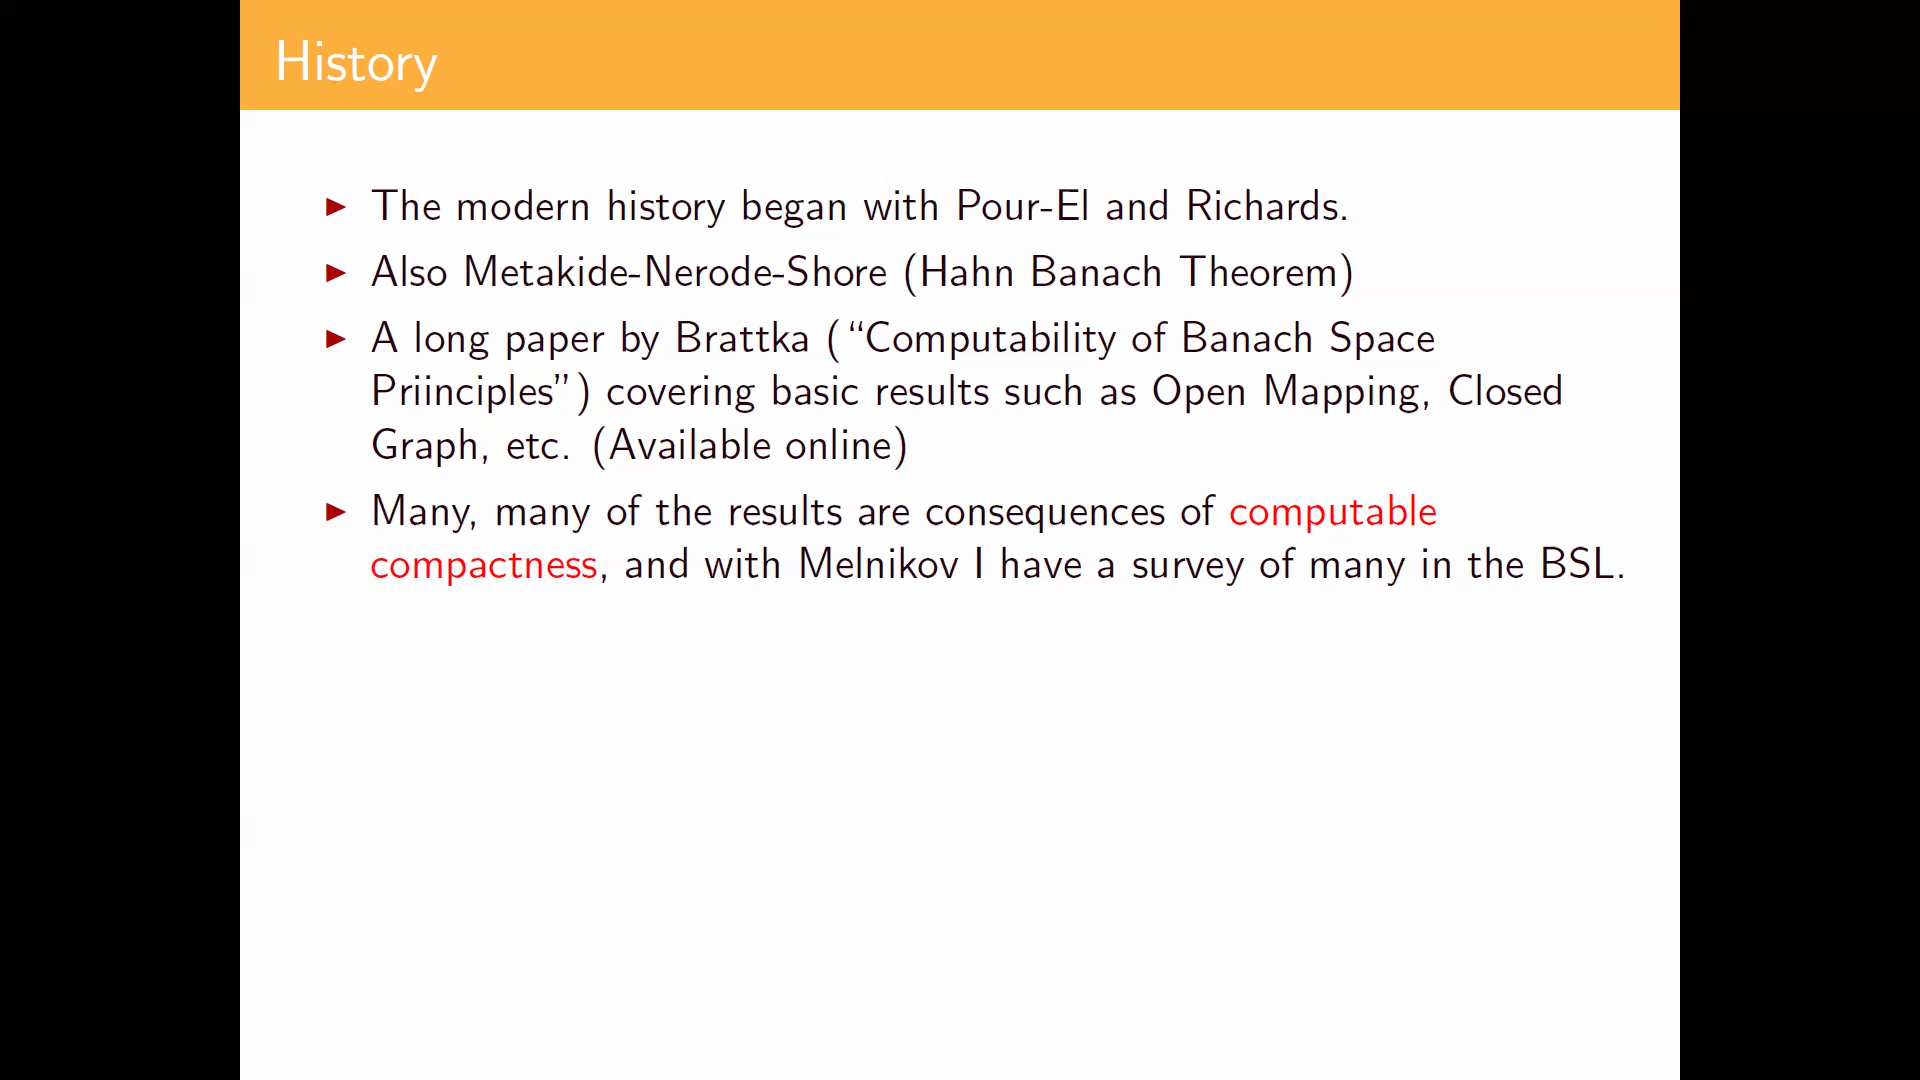 History
▶ The modern history began with Pour-El and Richards.
▶ Also Metakide-Nerode-Shore (Hahn Banach Theorem)
▶ A long paper by Brattka (“Computability of Banach Space
Priinciples”) covering basic results such as Open Mapping, Closed
Graph, etc. (Available online)
▶ Many, many of the results are consequences of computable
compactness, and with Melnikov I have a survey of many in the BSL.